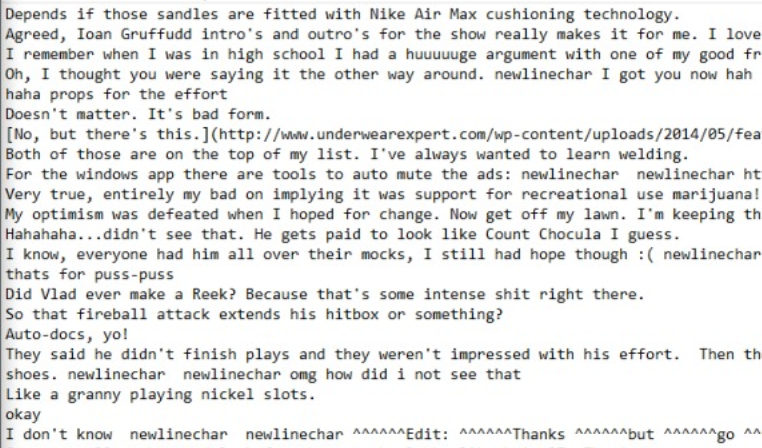 Depends if those sandles are fitted with Nike Air Max cushioning technology.
Agreed, Ioan Gruffudd intro's and outro's for the show really makes it for me. I love
I remember when I was in high school I had a huuuuuge argument with one of my good fr
Oh, I thought you were saying it the other way around. newlinechar I got you now hah
haha props for the effort
Doesn't matter. It's bad form.
[No, but there's this.](http://www.underwearexpert.com/wp-content/uploads/2014/05/fea
Both of those are on the top of my list. I've always wanted to learn welding.
For the windows app there are tools to auto mute the ads: newlinechar  newlinechar ht
Very true, entirely my bad on implying it was support for recreational use marijuana!
My optimism was defeated when I hoped for change. Now get off my lawn. I'm keeping th
Hahahaha...didn't see that. He gets paid to look like Count Chocula I guess.
I know, everyone had him all over their mocks, I still had hope though :( newlinechar
thats for puss-puss
Did Vlad ever make a Reek? Because that's some intense shit right there.
So that fireball attack extends his hitbox or something?
Auto-docs, yo!
They said he didn't finish plays and they weren't impressed with his effort.  Then th
shoes. newlinechar  newlinechar omg how did i not see that
Like a granny playing nickel slots.
okay
I don't know  newlinechar  newlinechar ^^^^^^Edit: ^^^^^^Thanks ^^^^^^but ^^^^^^go ^^